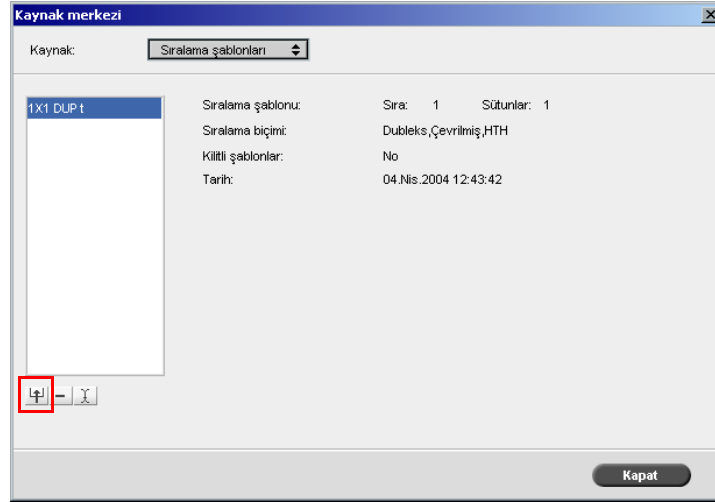 Kaynak merkezi
Kaynak: Sıralama şablonları
1X1 DUP t
Sıralama şablonu: Sıra: 1 Sütunlar: 1
Sıralama biçimi: Dubleks,Çevrilmiş,HTH
Kilitli şablonlar: No
Tarih: 04.Nis.2004 12:43:42
Kapat